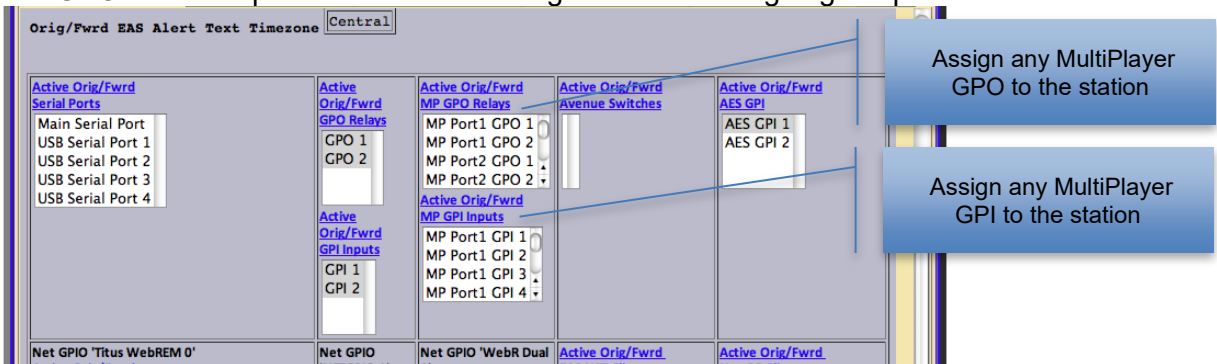 Orig/Fwrd EAS Alert Text Timezone Central
Active Orig/Fwrd
Serial Ports
Main Serial Port
USB Serial Port 1
USB Serial Port 2
USB Serial Port 3
USB Serial Port 4
Active
Orig/Fwrd
GPO Relays
GPO 1
GPO 2
Active
Orig/Fwrd
GPI Inputs
GPI 1
GPI 2
Active Orig/Fwrd
MP GPO Relays
MP Port1 GPO 1
MP Port1 GPO 2
MP Port2 GPO 1
MP Port2 GPO 2
Active Orig/Fwrd
MP GPI Inputs
MP Port1 GPI 1
MP Port1 GPI 2
MP Port1 GPI 3
MP Port1 GPI 4
Active Orig/Fwrd
Avenue Switches
Active Orig/Fwrd
AES GPI
AES GPI 1
AES GPI 2
Assign any MultiPlayer
GPO to the station
Assign any MultiPlayer
GPI to the station
Net GPIO 'Titus WebREM 0'
Net GPIO
Net GPIO 'WebR Dual
Active Orig/Fwrd
Active Orig/Fwrd